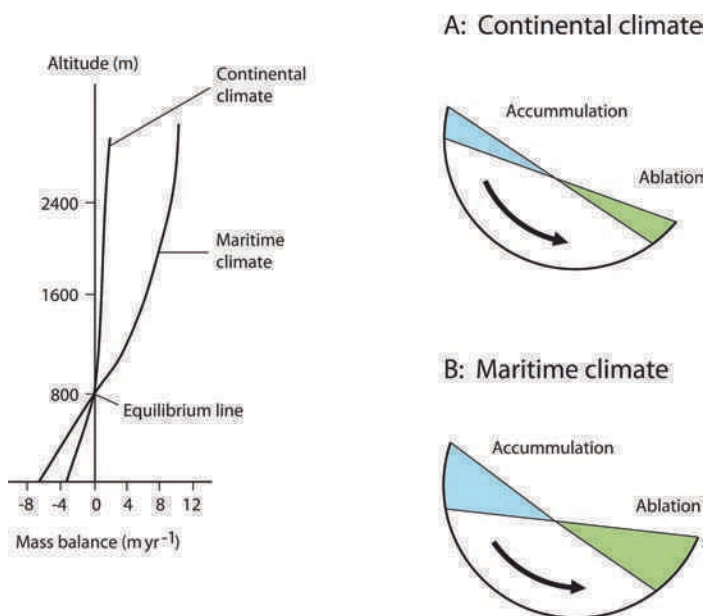 Altitude (m)
Continental
climate
2400
Maritime
climate
1600
800
Equilibrium line
-8 -4 0 4 8 12
Mass balance (m yr-1)
A: Continental climate
Accummulation
Ablation
B: Maritime climate
Accummulation
Ablation